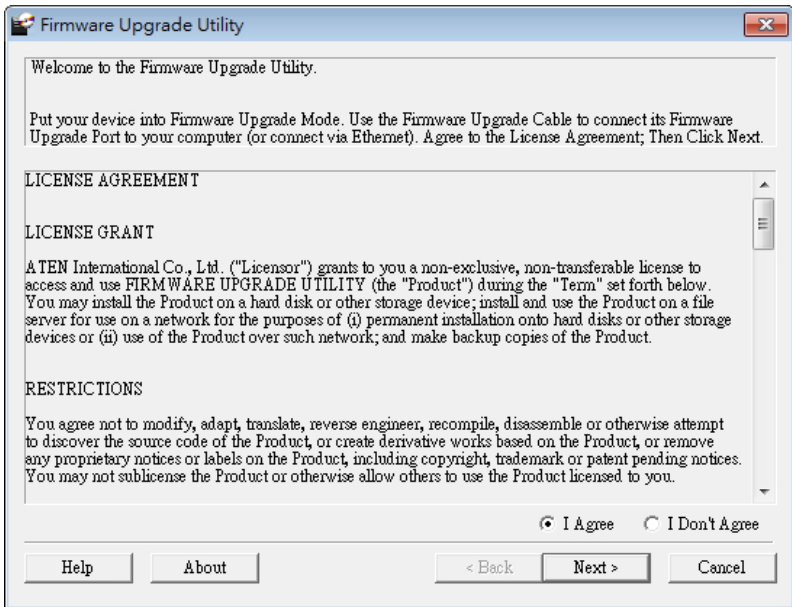 Firmware Upgrade Utility
Welcome to the Firmware Upgrade Utility.
Put your device into Firmware Upgrade Mode. Use the Firmware Upgrade Cable to connect its Firmware
Upgrade Port to your computer (or connect via Ethernet). Agree to the License Agreement; Then Click Next.
LICENSE AGREEMENT
LICENSE GRANT
ATEN International Co., Ltd. ("Licensor") grants to you a non-exclusive, non-transferable license to
access and use FIRMWARE UPGRADE UTILITY (the "Product") during the "Term" set forth below.
You may install the Product on a hard disk or other storage device; install and use the Product on a file
server for use on a network for the purposes of (i) permanent installation onto hard disks or other storage
devices or (ii) use of the Product over such network; and make backup copies of the Product.
RESTRICTIONS
You agree not to modify, adapt, translate, reverse engineer, recompile, disassemble or otherwise attempt
to discover the source code of the Product, or create derivative works based on the Product, or remove
any proprietary notices or labels on the Product, including copyright, trademark or patent pending notices.
You may not sublicense the Product or otherwise allow others to use the Product licensed to you.
I Agree I Don't Agree
Help About < Back Next > Cancel